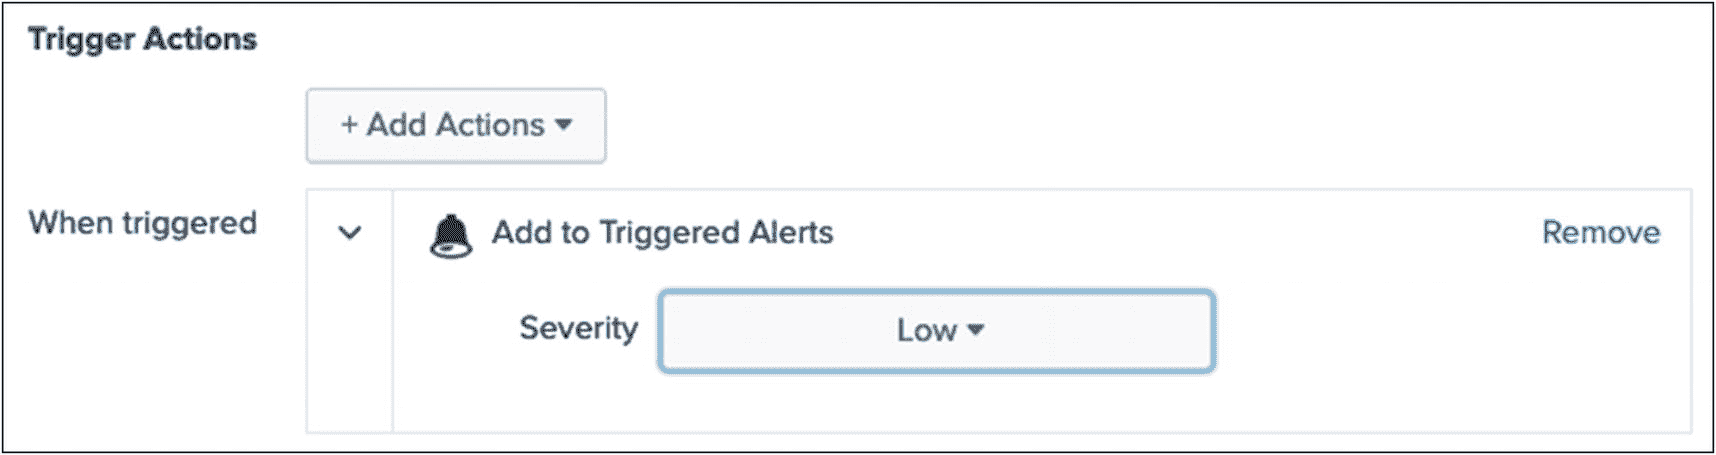 Trigger Actions
+ Add Actions
When triggered
Add to Triggered Alerts
Remove
Severity
Low